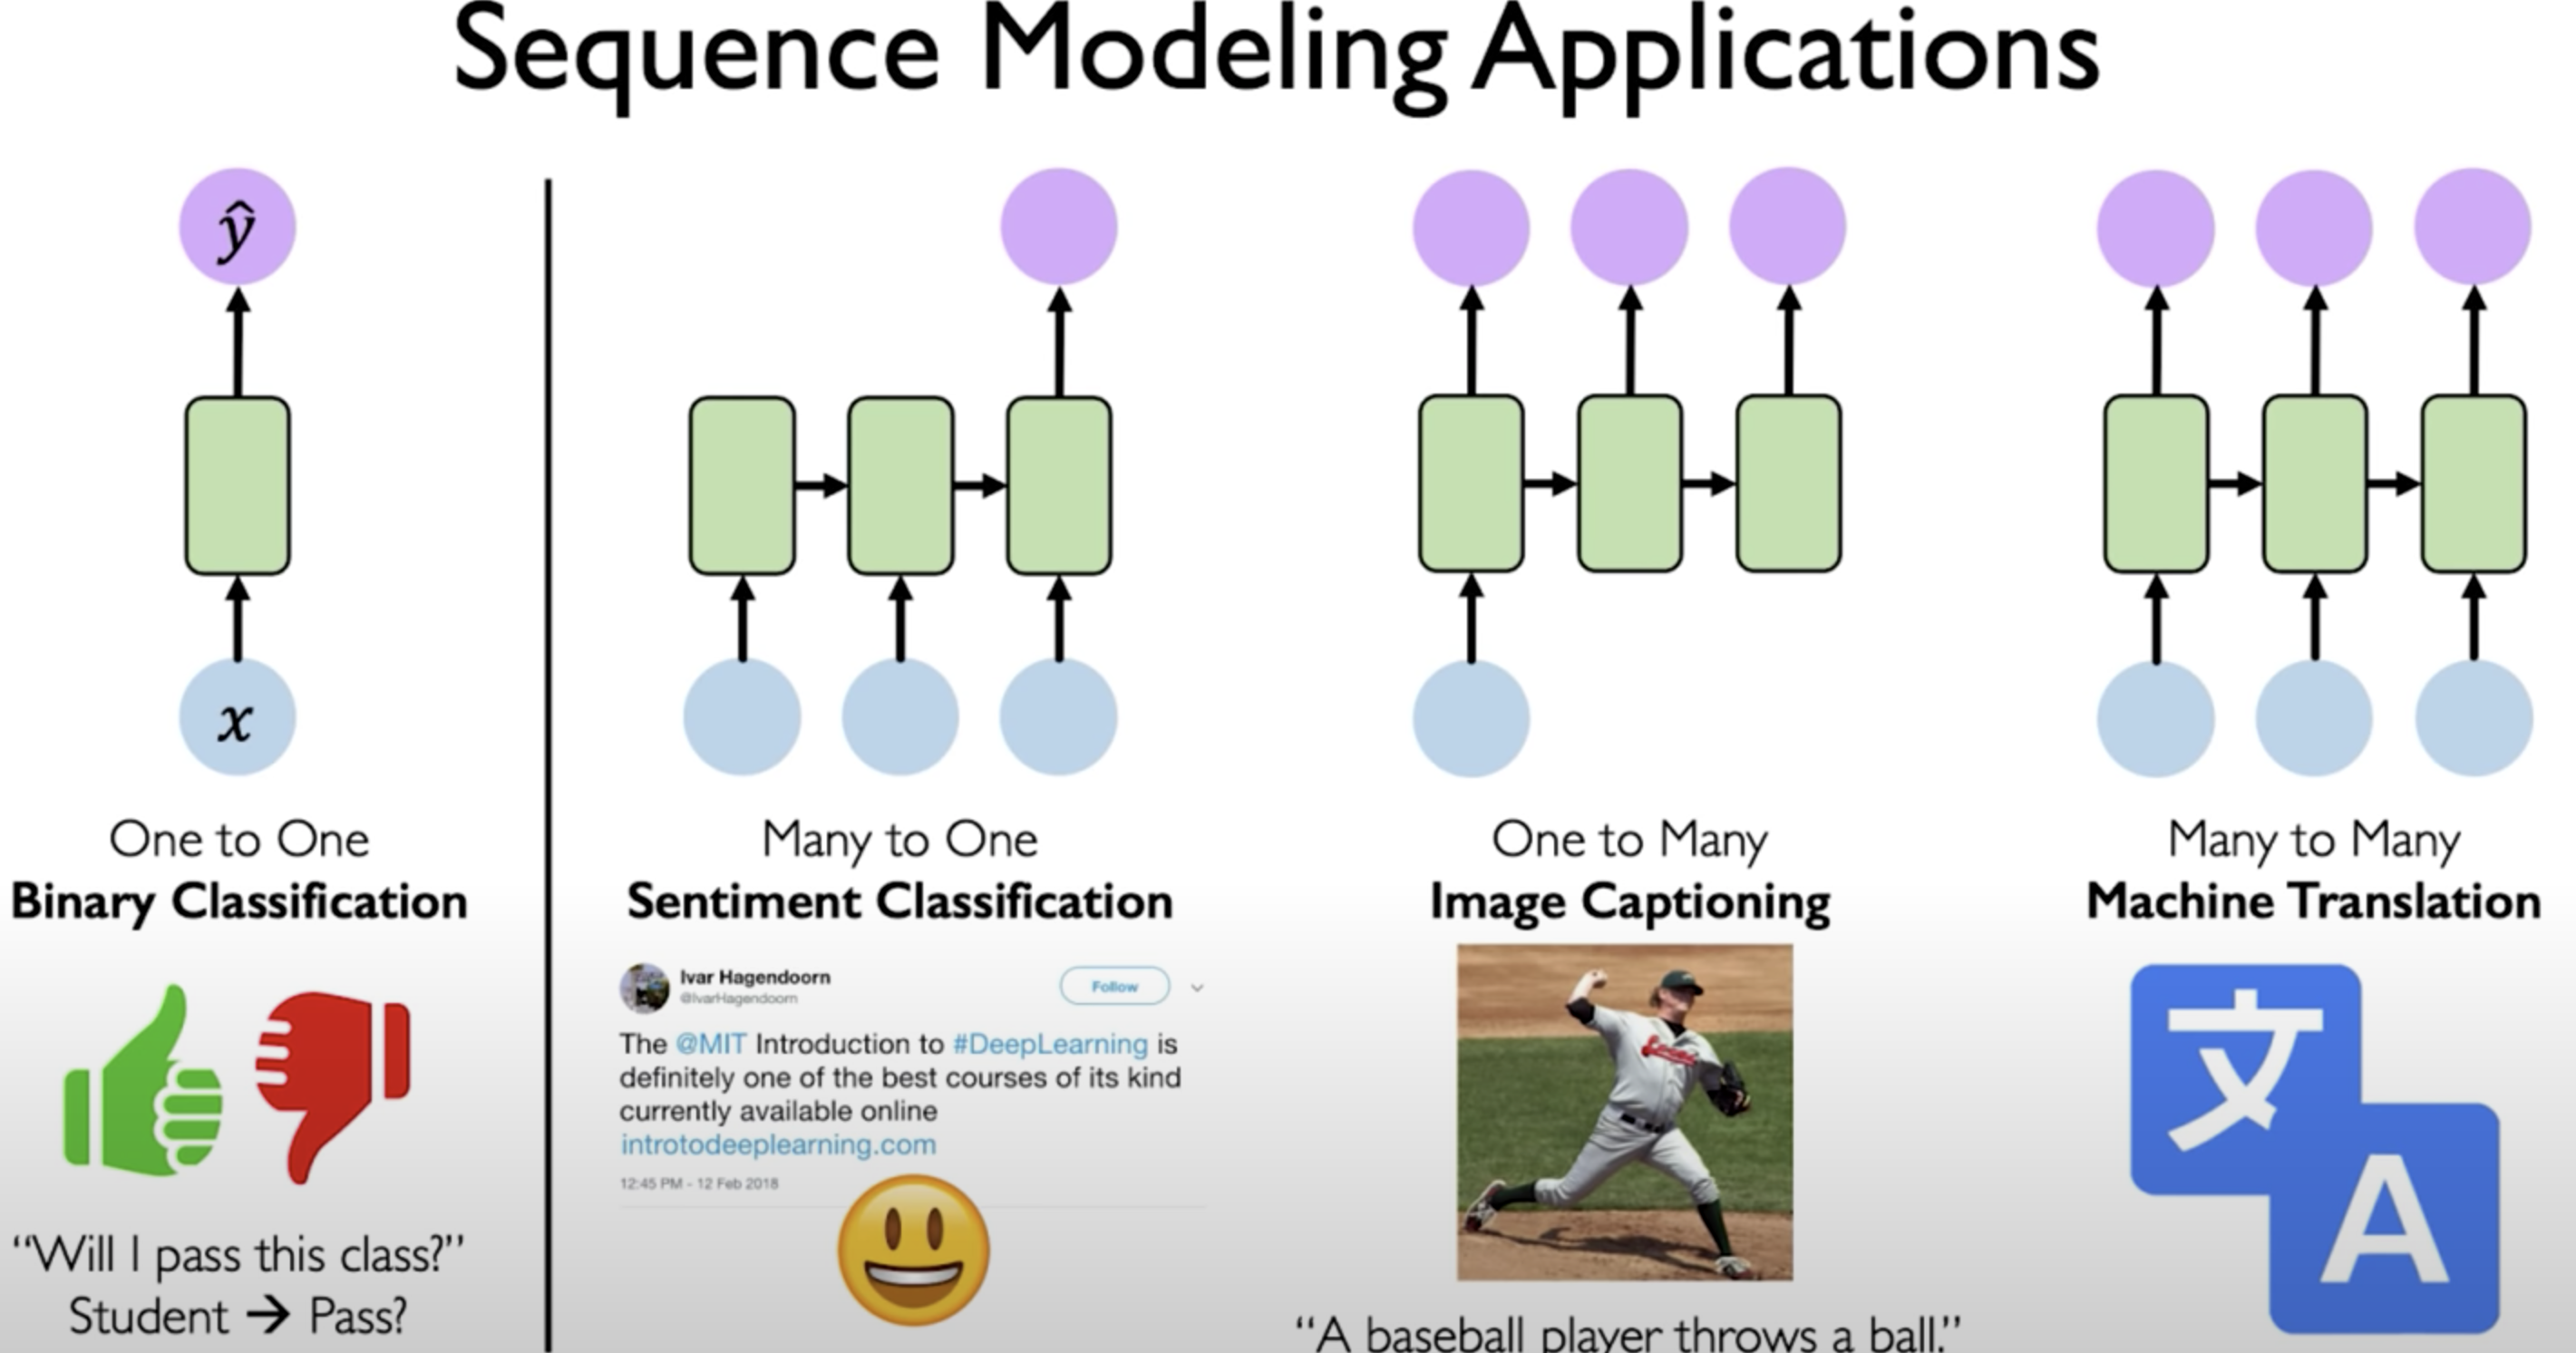 Sequence Modeling Applications
ŷ
x
One to One
Binary Classification
"Will I pass this class?"
Student → Pass?
Many to One
Sentiment Classification
Ivar Hagendoorn
@IvarHagendoorn
Follow
The @MIT Introduction to #DeepLearning is
definitely one of the best courses of its kind
currently available online
introtodeeplearning.com
12:45 PM - 12 Feb 2018
One to Many
Image Captioning
"A baseball player throws a ball."
Many to Many
Machine Translation
文
A